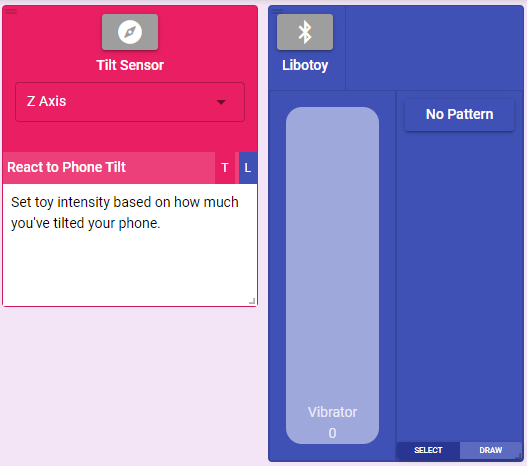 Tilt Sensor
Z Axis
React to Phone Tilt T L
Set toy intensity based on how much
you've tilted your phone.
Libotoy
No Pattern
Vibrator
0
SELECT DRAW